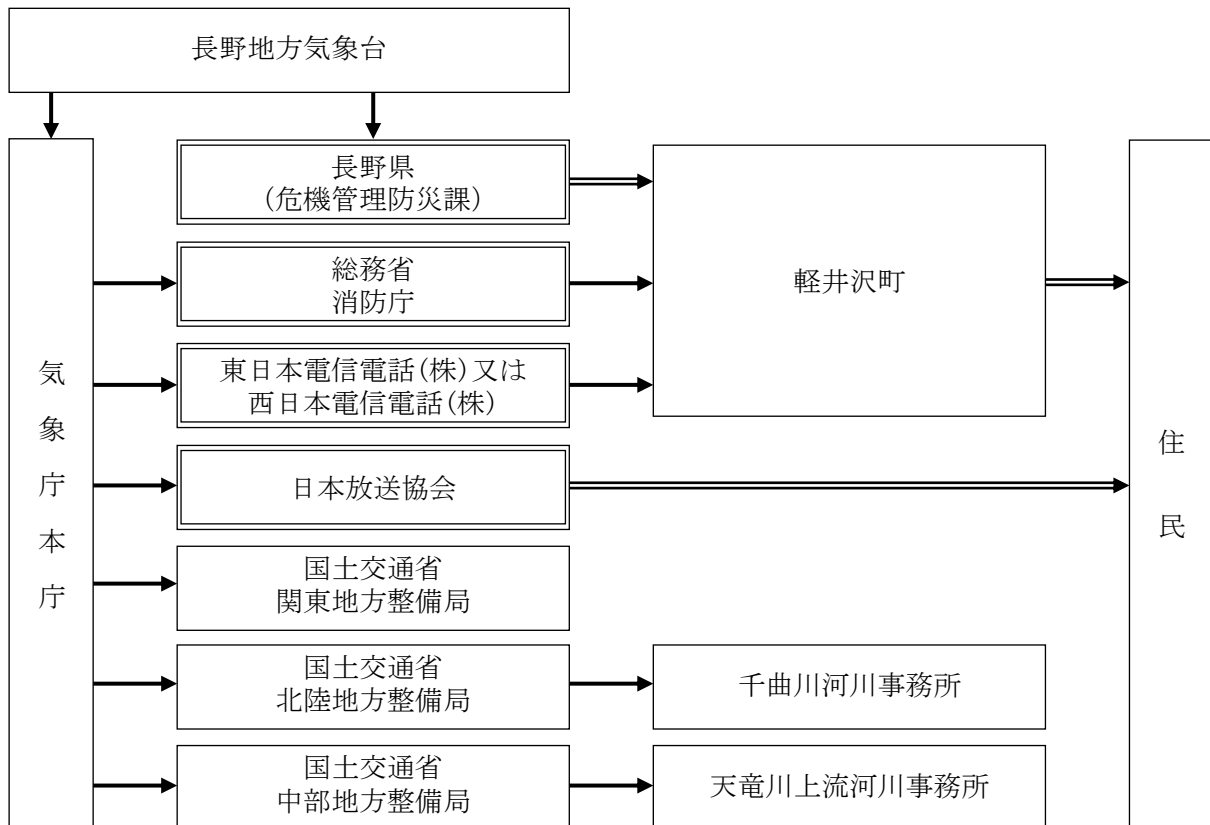 長野地方気象台
長野県
(危機管理防災課)
総務省
消防庁
軽井沢町
東日本電信電話(株)又は
西日本電信電話(株)
気象庁本庁
住民
日本放送協会
国土交通省
関東地方整備局
国土交通省
北陸地方整備局
千曲川河川事務所
国土交通省
中部地方整備局
天竜川上流河川事務所